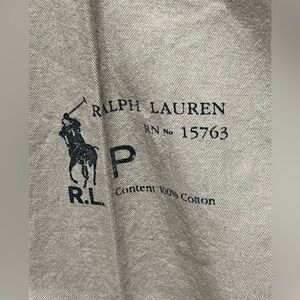 RALPH LAUREN
RN No 15763
P
R.L.
Content 100% Cotton